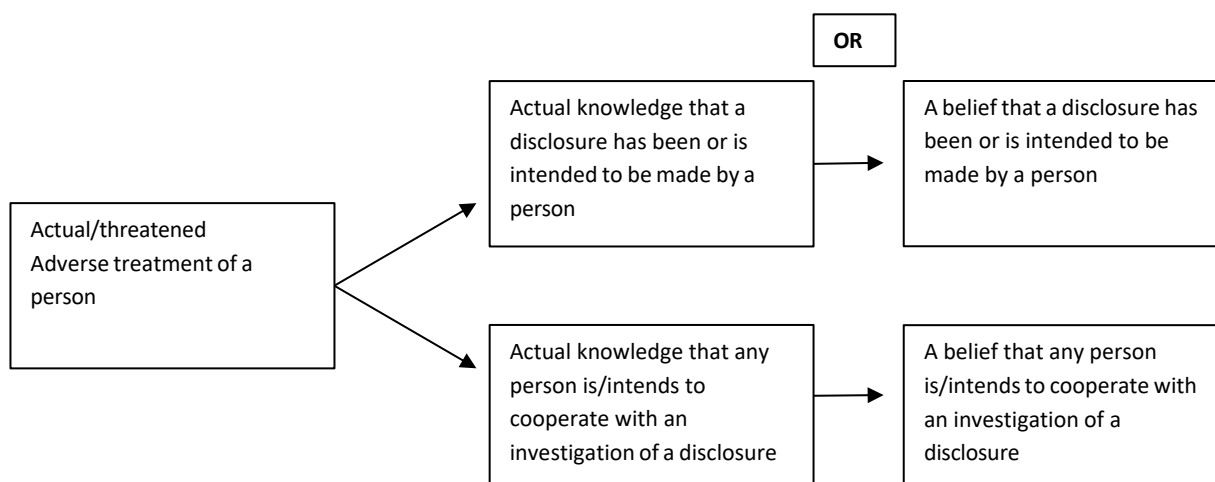 OR
Actual knowledge that a
disclosure has been or is
intended to be made by a
person
A belief that a disclosure has
been or is intended to be
made by a person
Actual/threatened
Adverse treatment of a
person
Actual knowledge that any
person is/intends to
cooperate with an
investigation of a disclosure
A belief that any person
is/intends to cooperate with
an investigation of a
disclosure